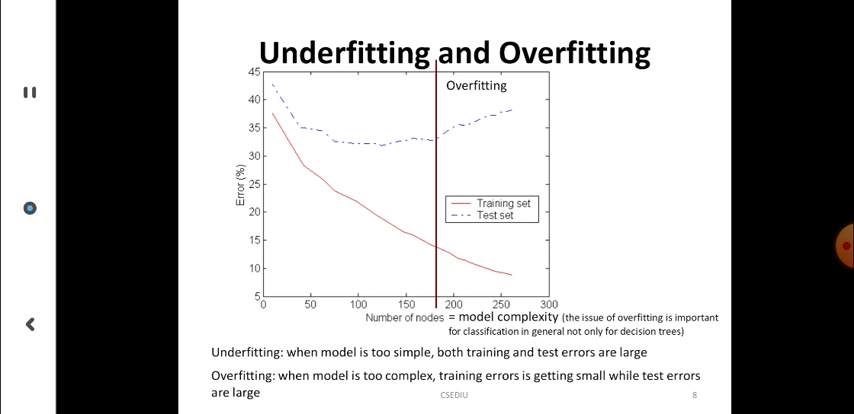 Underfitting and Overfitting
45
Overfitting
40
35
30
25
20
15
10
5
Error (%)
Training set
Test set
0 50 100 150 200 250 300
Number of nodes = model complexity (the issue of overfitting is important
for classification in general not only for decision trees)
Underfitting: when model is too simple, both training and test errors are large
Overfitting: when model is too complex, training errors is getting small while test errors
are large
CSEDIU
8